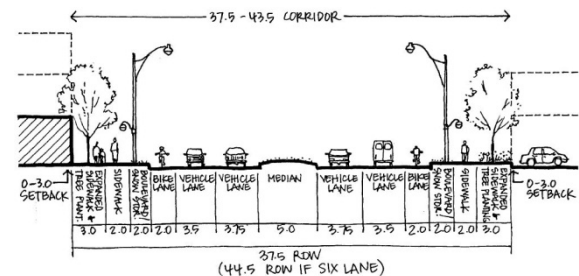 37.5 - 43.5 CORRIDOR
0-3.0
SETBACK
EXPANDED
SIDEWALK &
TREE PLANT.
SIDEWALK
BOULEVARD/
SNOW STOR.
BIKE
LANE
VEHICLE
LANE
VEHICLE
LANE
MEDIAN
VEHICLE
LANE
VEHICLE
LANE
BIKE
LANE
BOULEVARD/
SNOW STOR.
SIDEWALK
EXPANDED
SIDEWALK &
TREE PLANTING
0-3.0
SETBACK
3.0 2.0 2.0 2.0 3.5 3.75 5.0 3.75 3.5 2.0 2.0 2.0 3.0
37.5 ROW
(44.5 ROW IF SIX LANE)